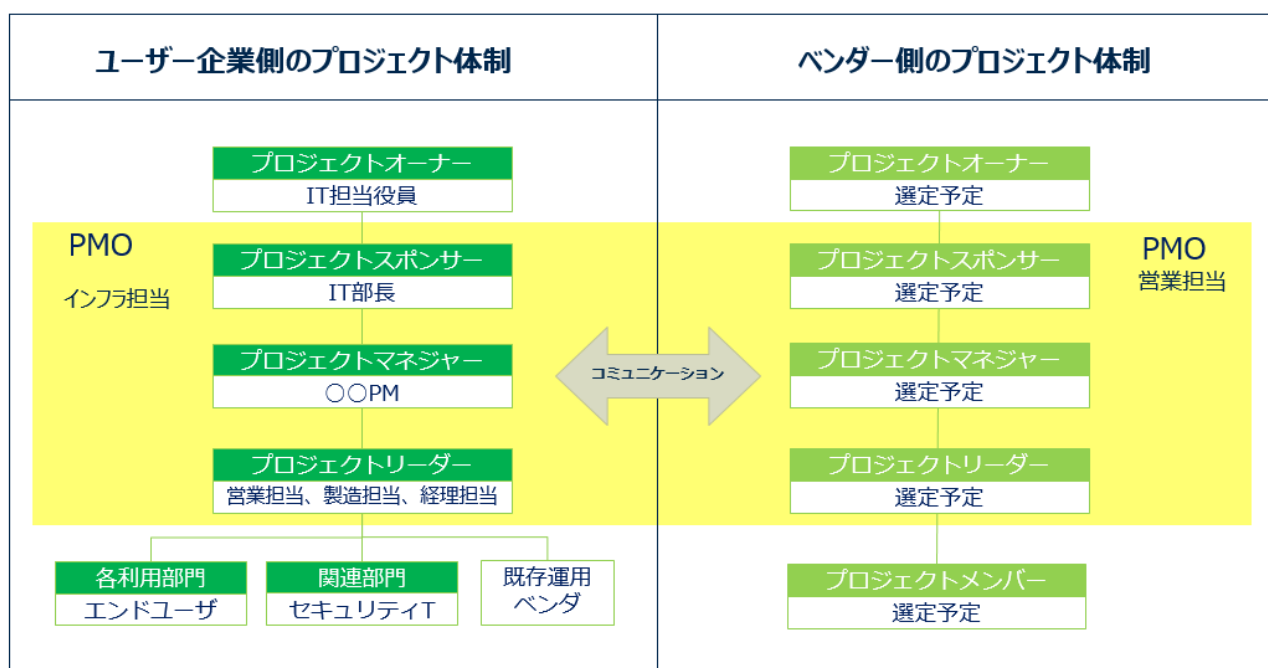 ユーザー企業側のプロジェクト体制
ベンダー側のプロジェクト体制
プロジェクトオーナー
IT担当役員
プロジェクトオーナー
選定予定
PMO
インフラ担当
プロジェクトスポンサー
IT部長
プロジェクトスポンサー
選定予定
PMO
営業担当
プロジェクトマネジャー
〇〇PM
コミュニケーション
プロジェクトマネジャー
選定予定
プロジェクトリーダー
営業担当、製造担当、経理担当
プロジェクトリーダー
選定予定
各利用部門
エンドユーザ
関連部門
セキュリティT
既存運用
ベンダ
プロジェクトメンバー
選定予定